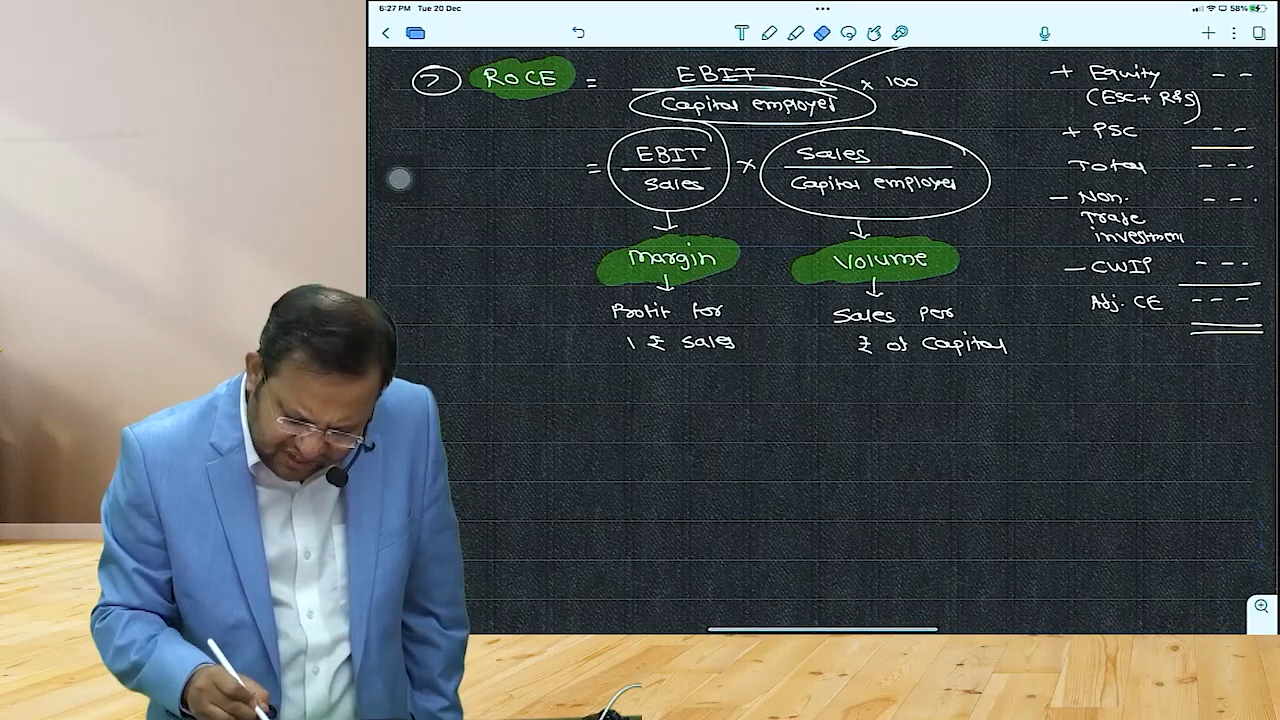 6:27 PM Tue 20 Dec
58%
7 ROCE = EBIT / Capital employed × 100
= EBIT / Sales × Sales / Capital employed
Margin Volume
Profit for
1 ₹ Sales
Sales per
₹ of Capital
+ Equity - -
(ESC + R&S)
+ PSC - - -
Total - - -
- Non. - - -
Trade
investment
- CWIP - - -
Adj. CE - - -